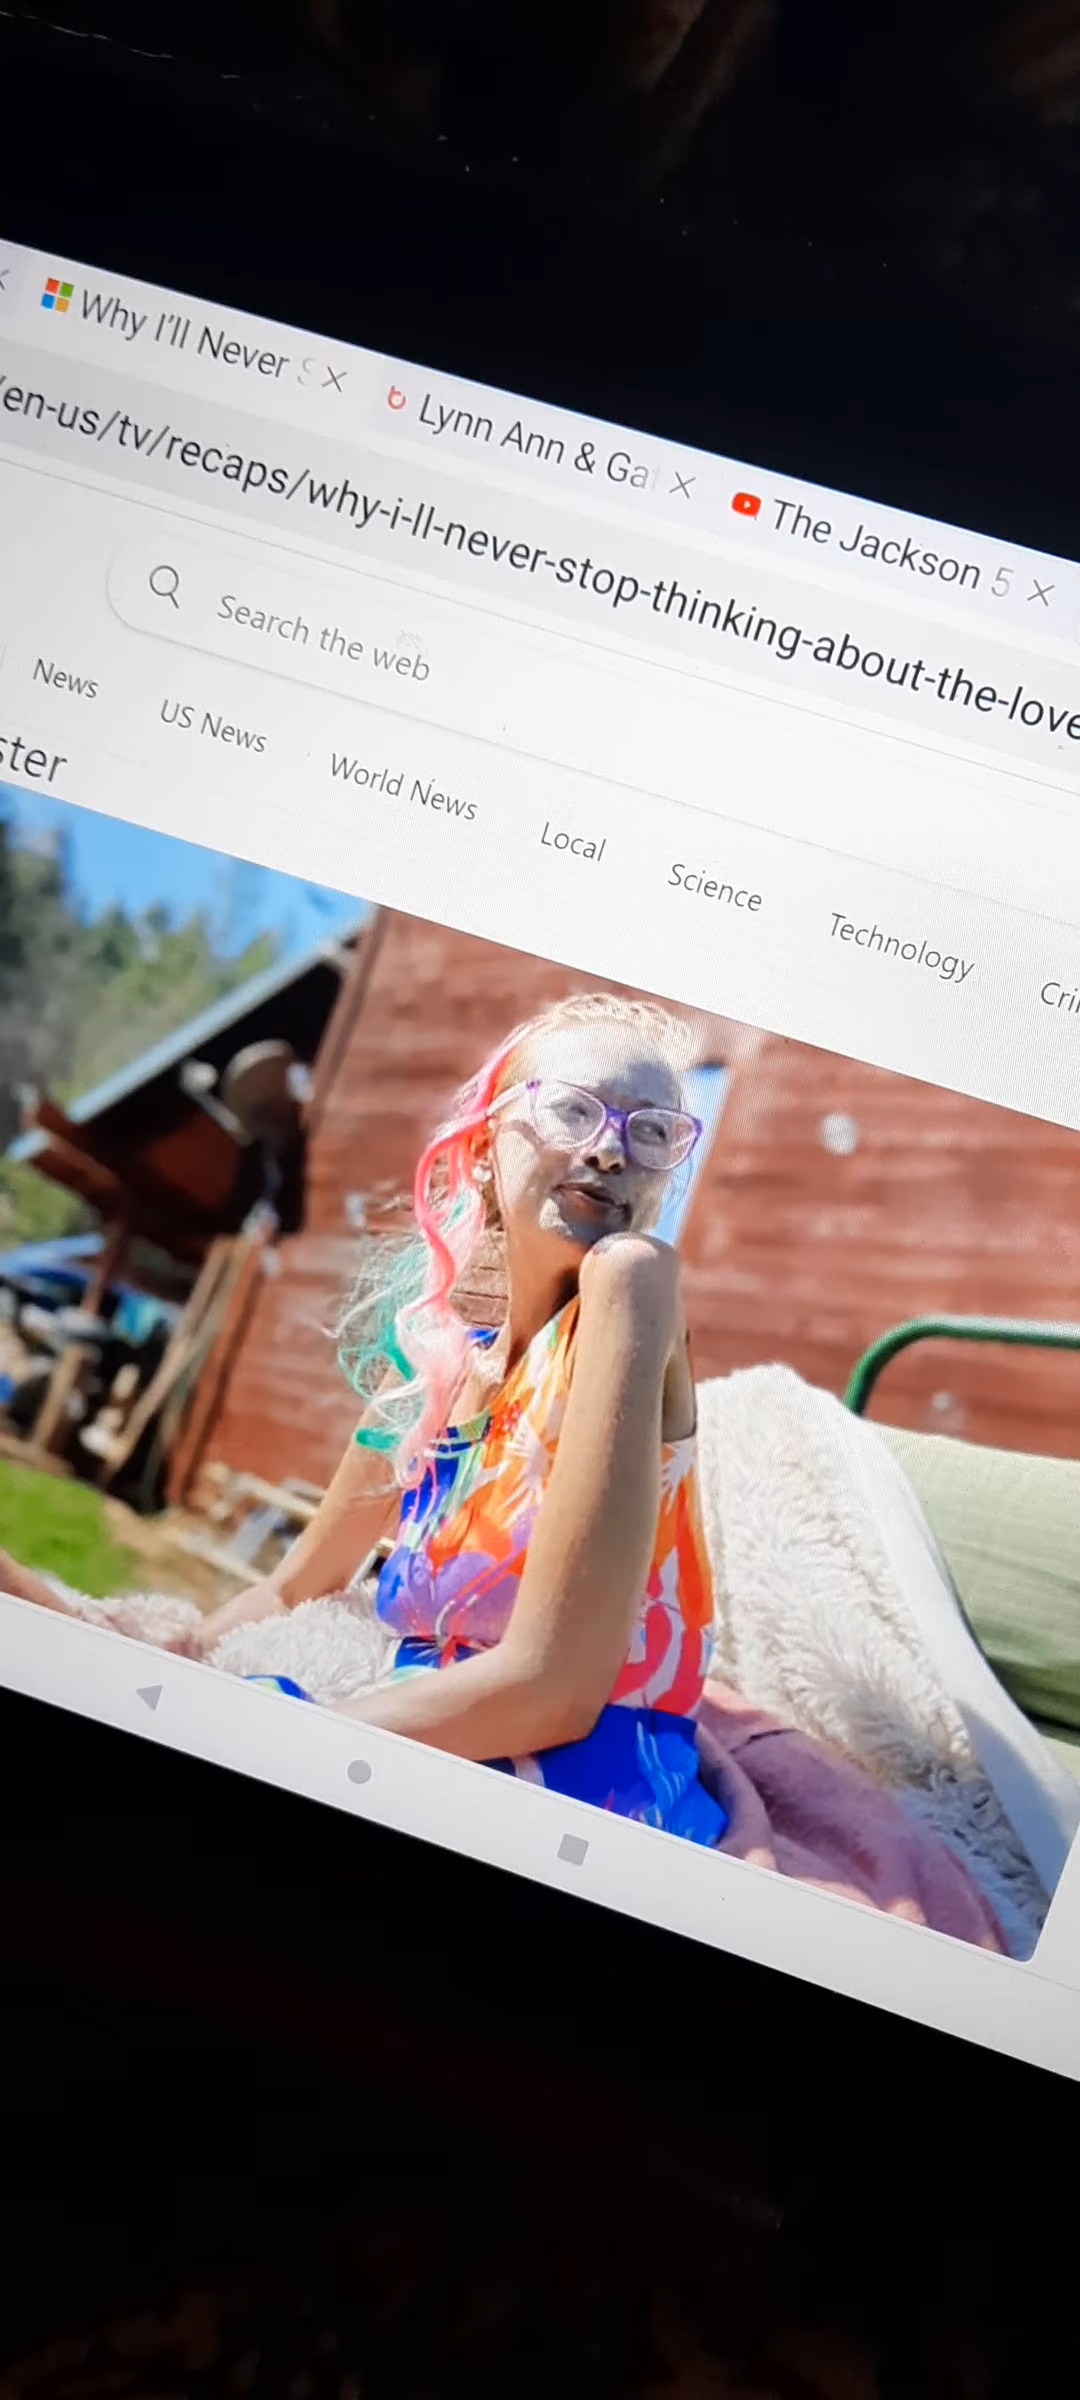 Why I'll Never
Lynn Ann & Ga
The Jackson 5
/en-us/tv/recaps/why-i-ll-never-stop-thinking-about-the-love
Search the web
News
US News
World News
Local
Science
Technology
Cri
ster